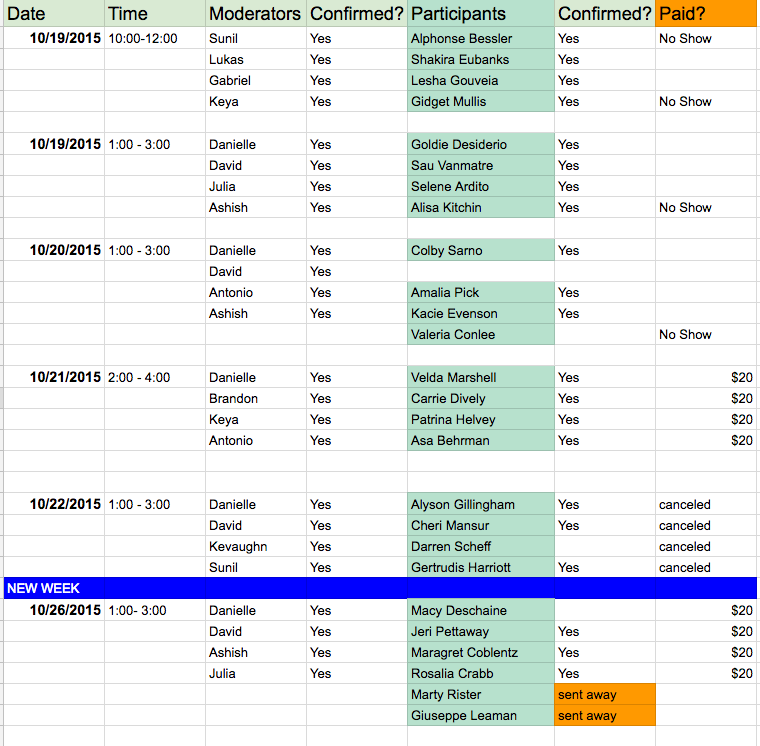 Date Time Moderators Confirmed? Participants Confirmed? Paid?
10/19/2015 10:00-12:00 Sunil Yes Alphonse Bessler Yes No Show
Lukas Yes Shakira Eubanks Yes
Gabriel Yes Lesha Gouveia Yes
Keya Yes Gidget Mullis Yes No Show
10/19/2015 1:00 - 3:00 Danielle Yes Goldie Desiderio Yes
David Yes Sau Vanmatre Yes
Julia Yes Selene Ardito Yes
Ashish Yes Alisa Kitchin Yes No Show
10/20/2015 1:00 - 3:00 Danielle Yes Colby Sarno Yes
David Yes
Antonio Yes Amalia Pick Yes
Ashish Yes Kacie Evenson Yes
Valeria Conlee No Show
10/21/2015 2:00 - 4:00 Danielle Yes Velda Marshell Yes $20
Brandon Yes Carrie Dively Yes $20
Keya Yes Patrina Helvey Yes $20
Antonio Yes Asa Behrman Yes $20
10/22/2015 1:00 - 3:00 Danielle Yes Alyson Gillingham Yes canceled
David Yes Cheri Mansur Yes canceled
Kevaughn Yes Darren Scheff canceled
Sunil Yes Gertrudis Harriott Yes canceled
NEW WEEK
10/26/2015 1:00- 3:00 Danielle Yes Macy Deschaine $20
David Yes Jeri Pettaway Yes $20
Ashish Yes Maragret Coblentz Yes $20
Julia Yes Rosalia Crabb Yes $20
Marty Rister sent away
Giuseppe Leaman sent away